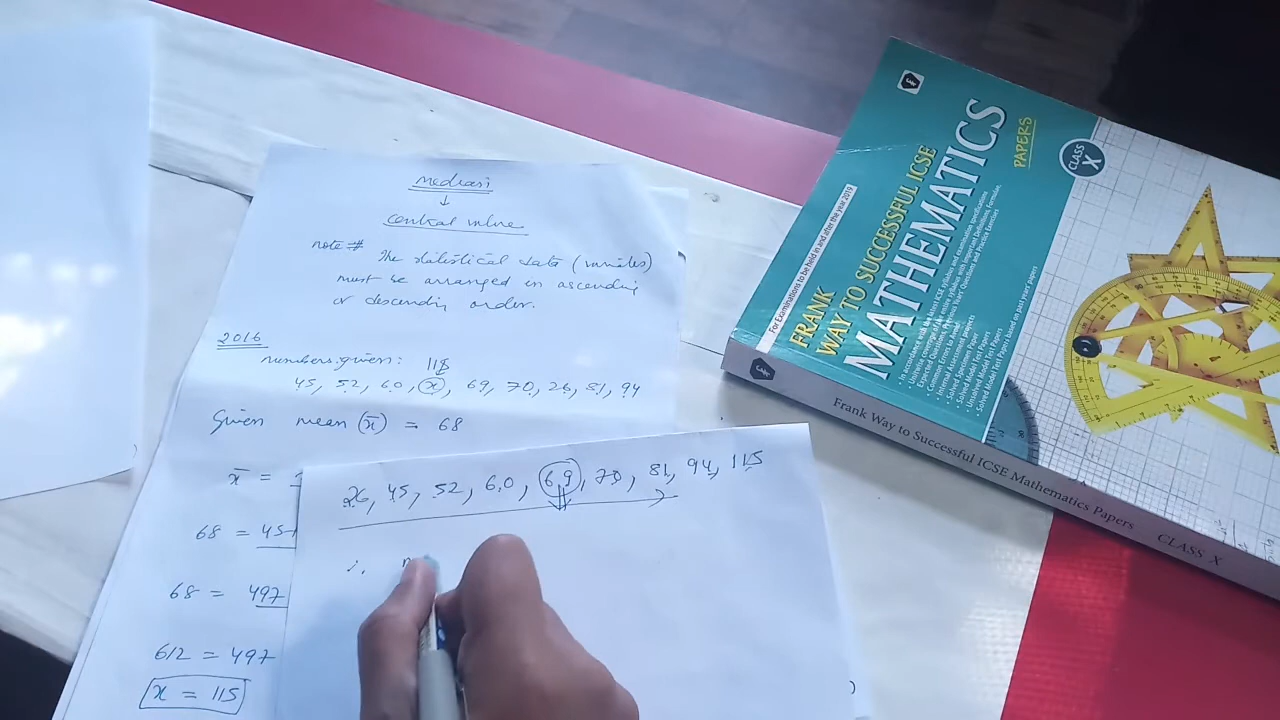 Median
↓
central value
note #
The statistical data (variates)
must be arranged in ascending
or descending order.
2016
numbers given: 115
45, 52, 60, x, 69, 70, 26, 81, 94
Given mean (x̄) = 68
x̄ =
68 = 45+
68 = 497
612 = 497
x = 115
26, 45, 52, 60, 69, 70, 81, 94, 115
∴
For Examinations to be held in and after the year 2019
FRANK
WAY TO SUCCESSFUL ICSE
MATHEMATICS
PAPERS
CLASS
X
Frank Way to Successful ICSE Mathematics Papers
CLASS X